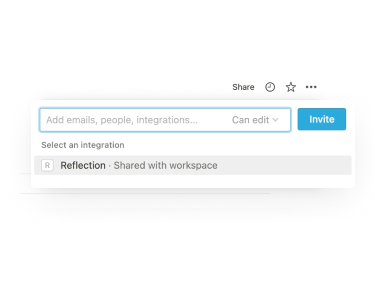 Share
Add emails, people, integrations... Can edit
Invite
Select an integration
R Reflection · Shared with workspace